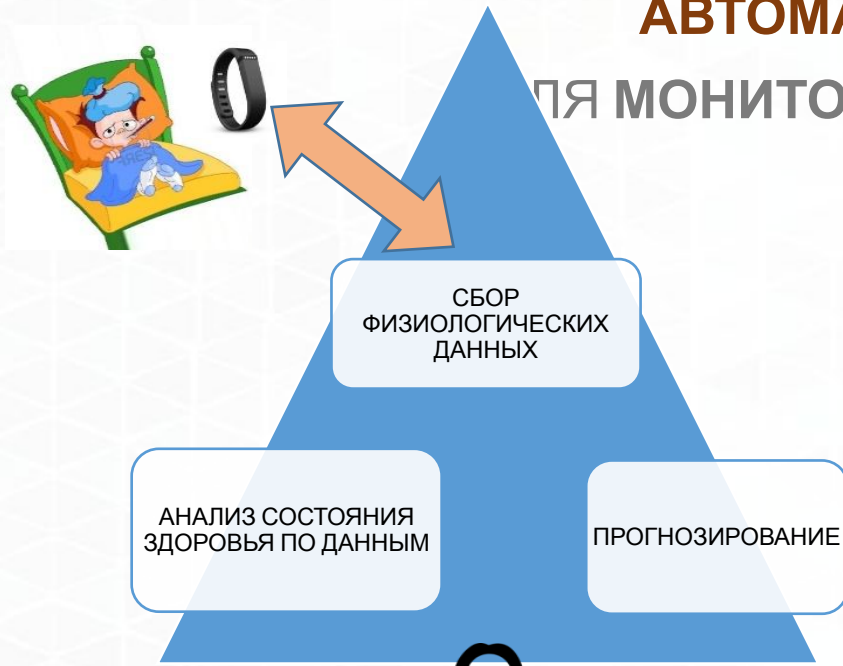 АВТОМА
ЛЯ МОНИТО
СБОР
ФИЗИОЛОГИЧЕСКИХ
ДАННЫХ
АНАЛИЗ СОСТОЯНИЯ
ЗДОРОВЬЯ ПО ДАННЫМ
ПРОГНОЗИРОВАНИЕ